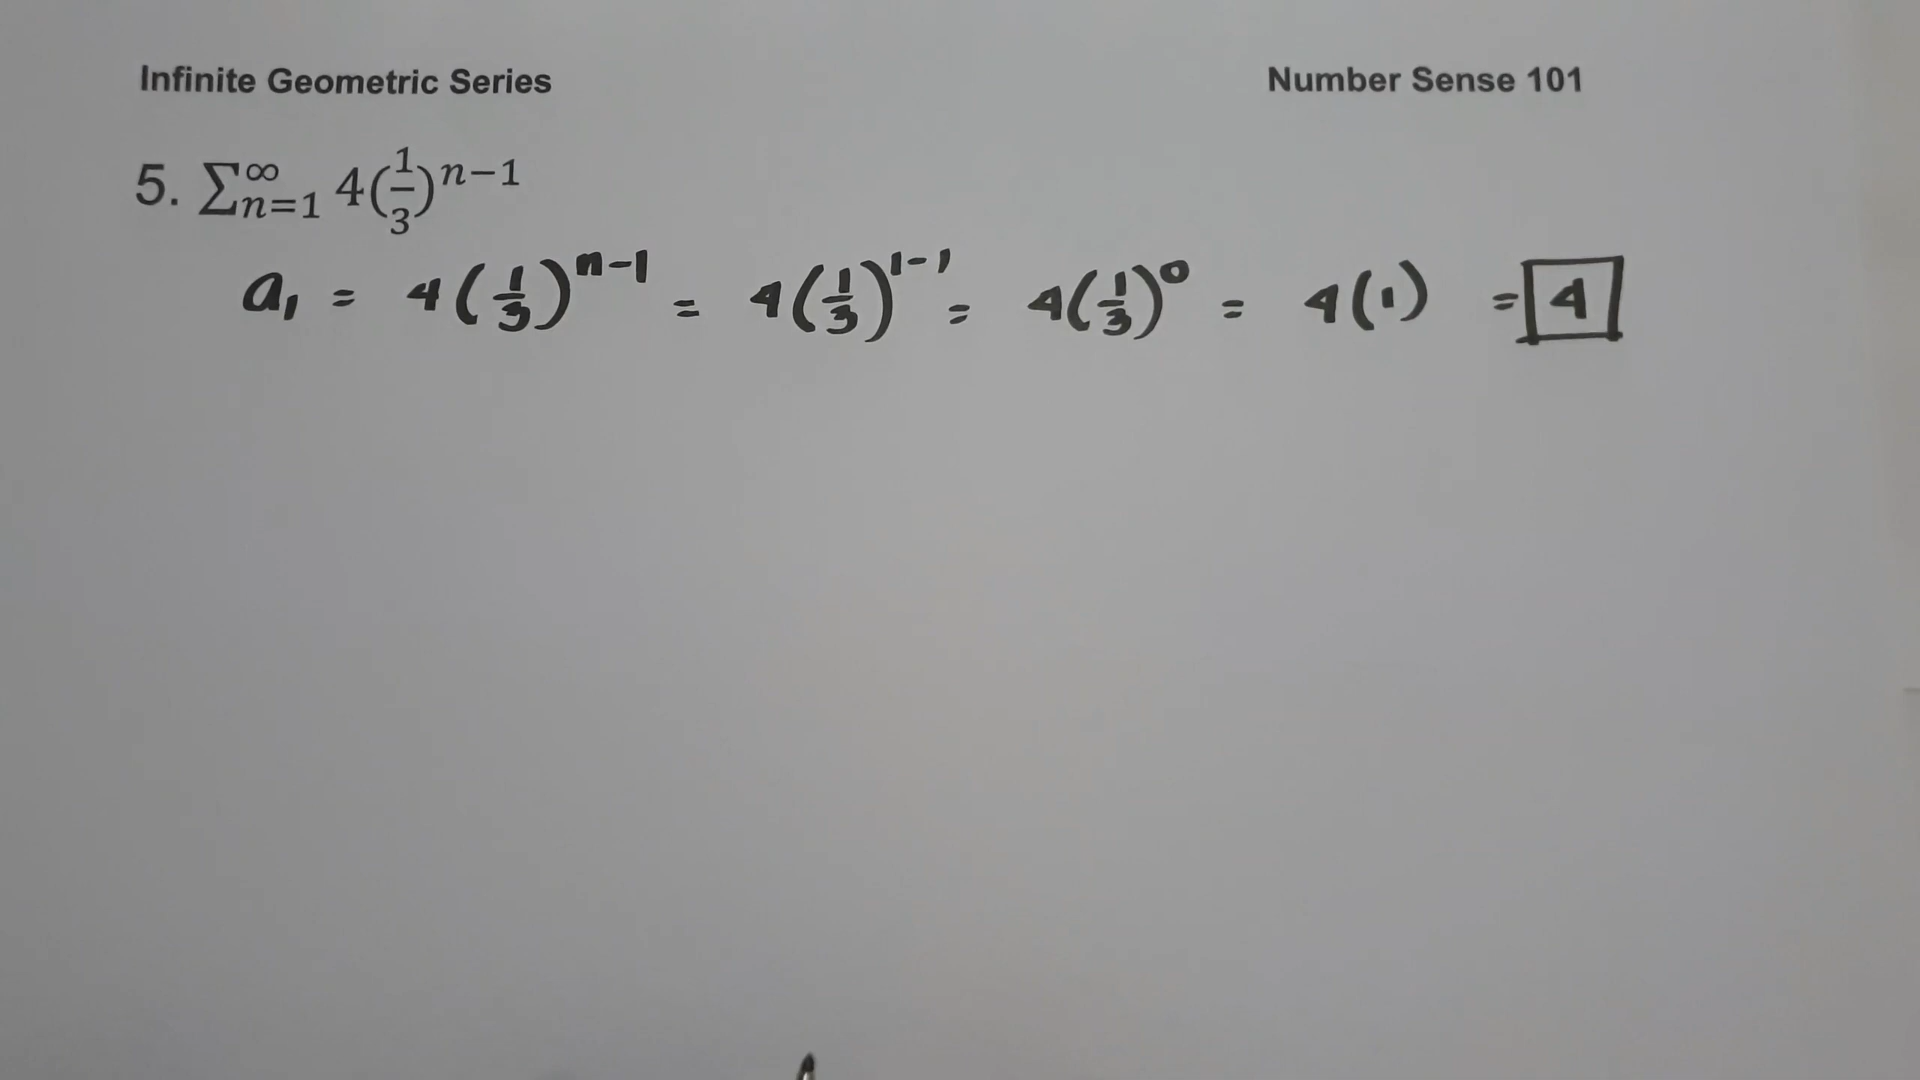 Infinite Geometric Series Number Sense 101
5. ∑_{n=1}^{∞} 4(1/3)^{n−1}
a₁ = 4(1/3)^{n-1} = 4(1/3)^{1-1} = 4(1/3)^0 = 4(1) = 4